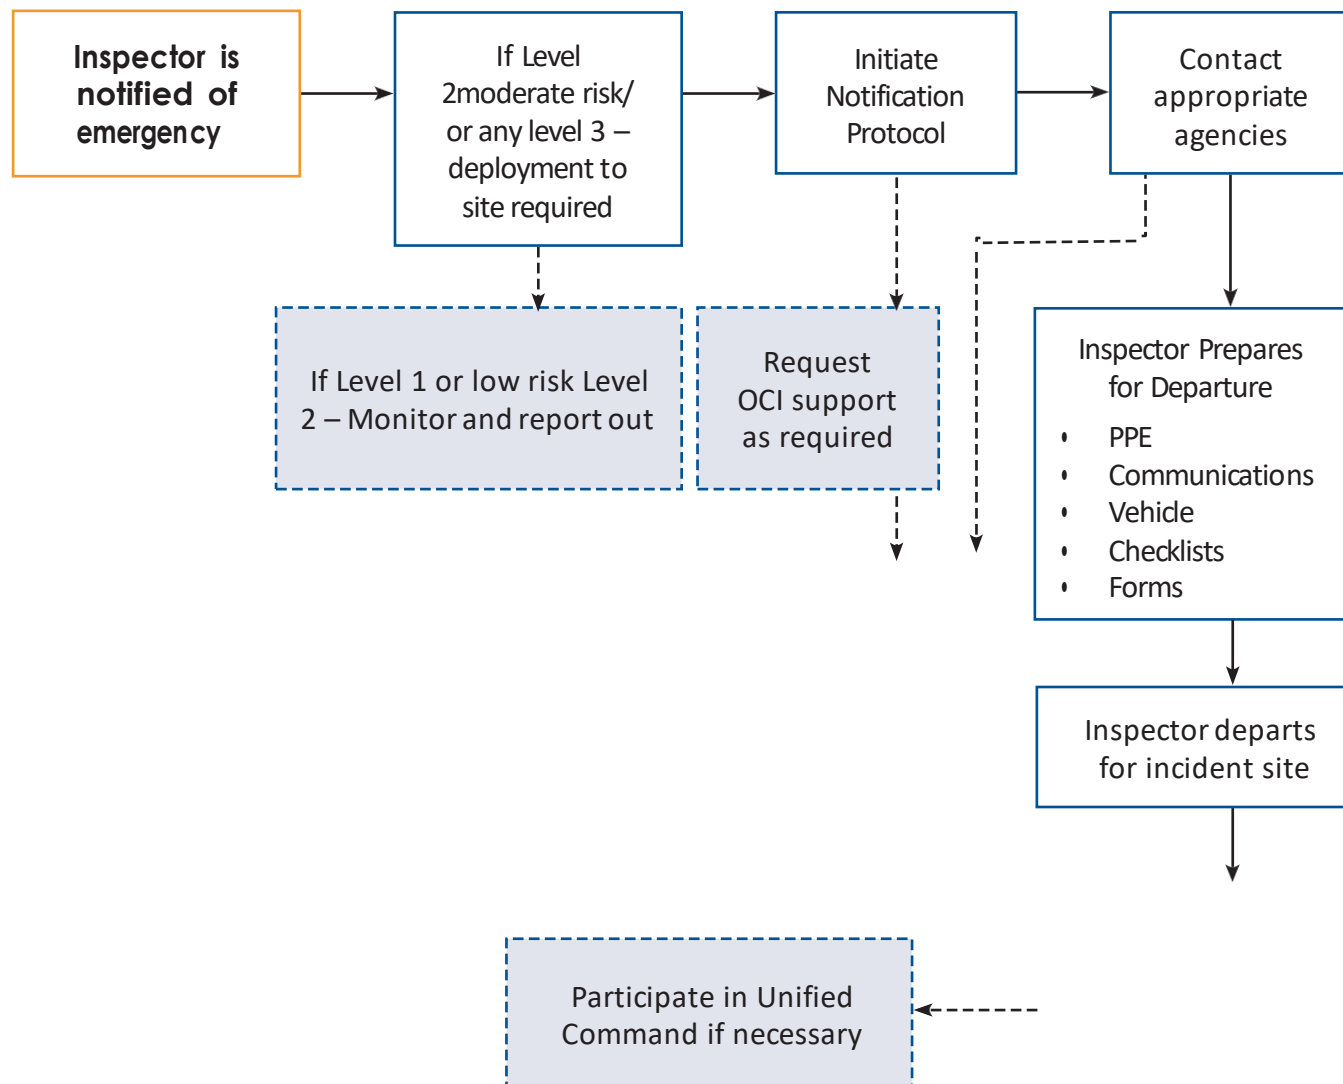 Inspector is
notified of
emergency
If Level
2moderate risk/
or any level 3 –
deployment to
site required
Initiate
Notification
Protocol
Contact
appropriate
agencies
If Level 1 or low risk Level
2 – Monitor and report out
Request
OCI support
as required
Inspector Prepares
for Departure
• PPE
• Communications
• Vehicle
• Checklists
• Forms
Inspector departs
for incident site
Participate in Unified
Command if necessary